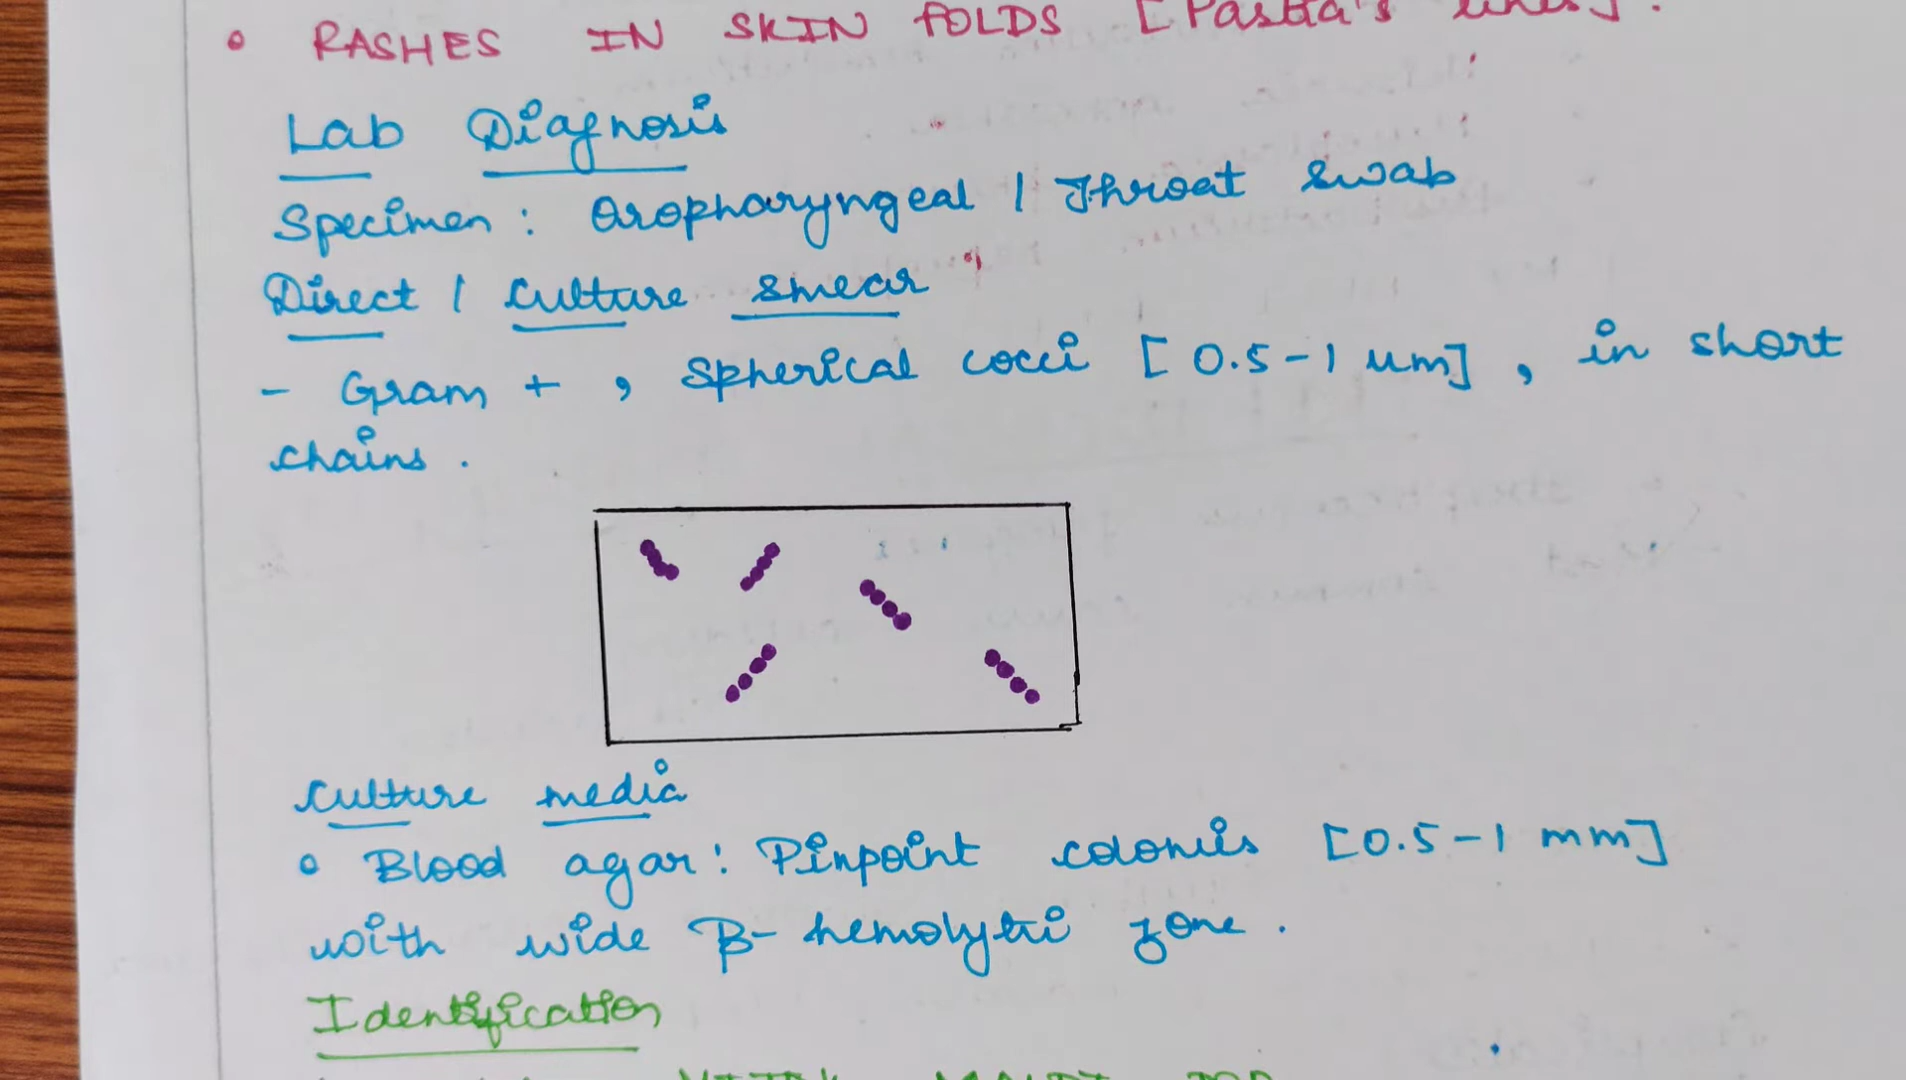 • RASHES IN SKIN FOLDS [Pastia's lines].
Lab Diagnosis
Specimen: Oropharyngeal / Throat swab
Direct / Culture smear
- Gram +, spherical cocci [0.5-1 um], in short
chains.
Culture media
• Blood agar: Pinpoint colonies [0.5-1 mm]
with wide β-hemolytic zone.
Identification